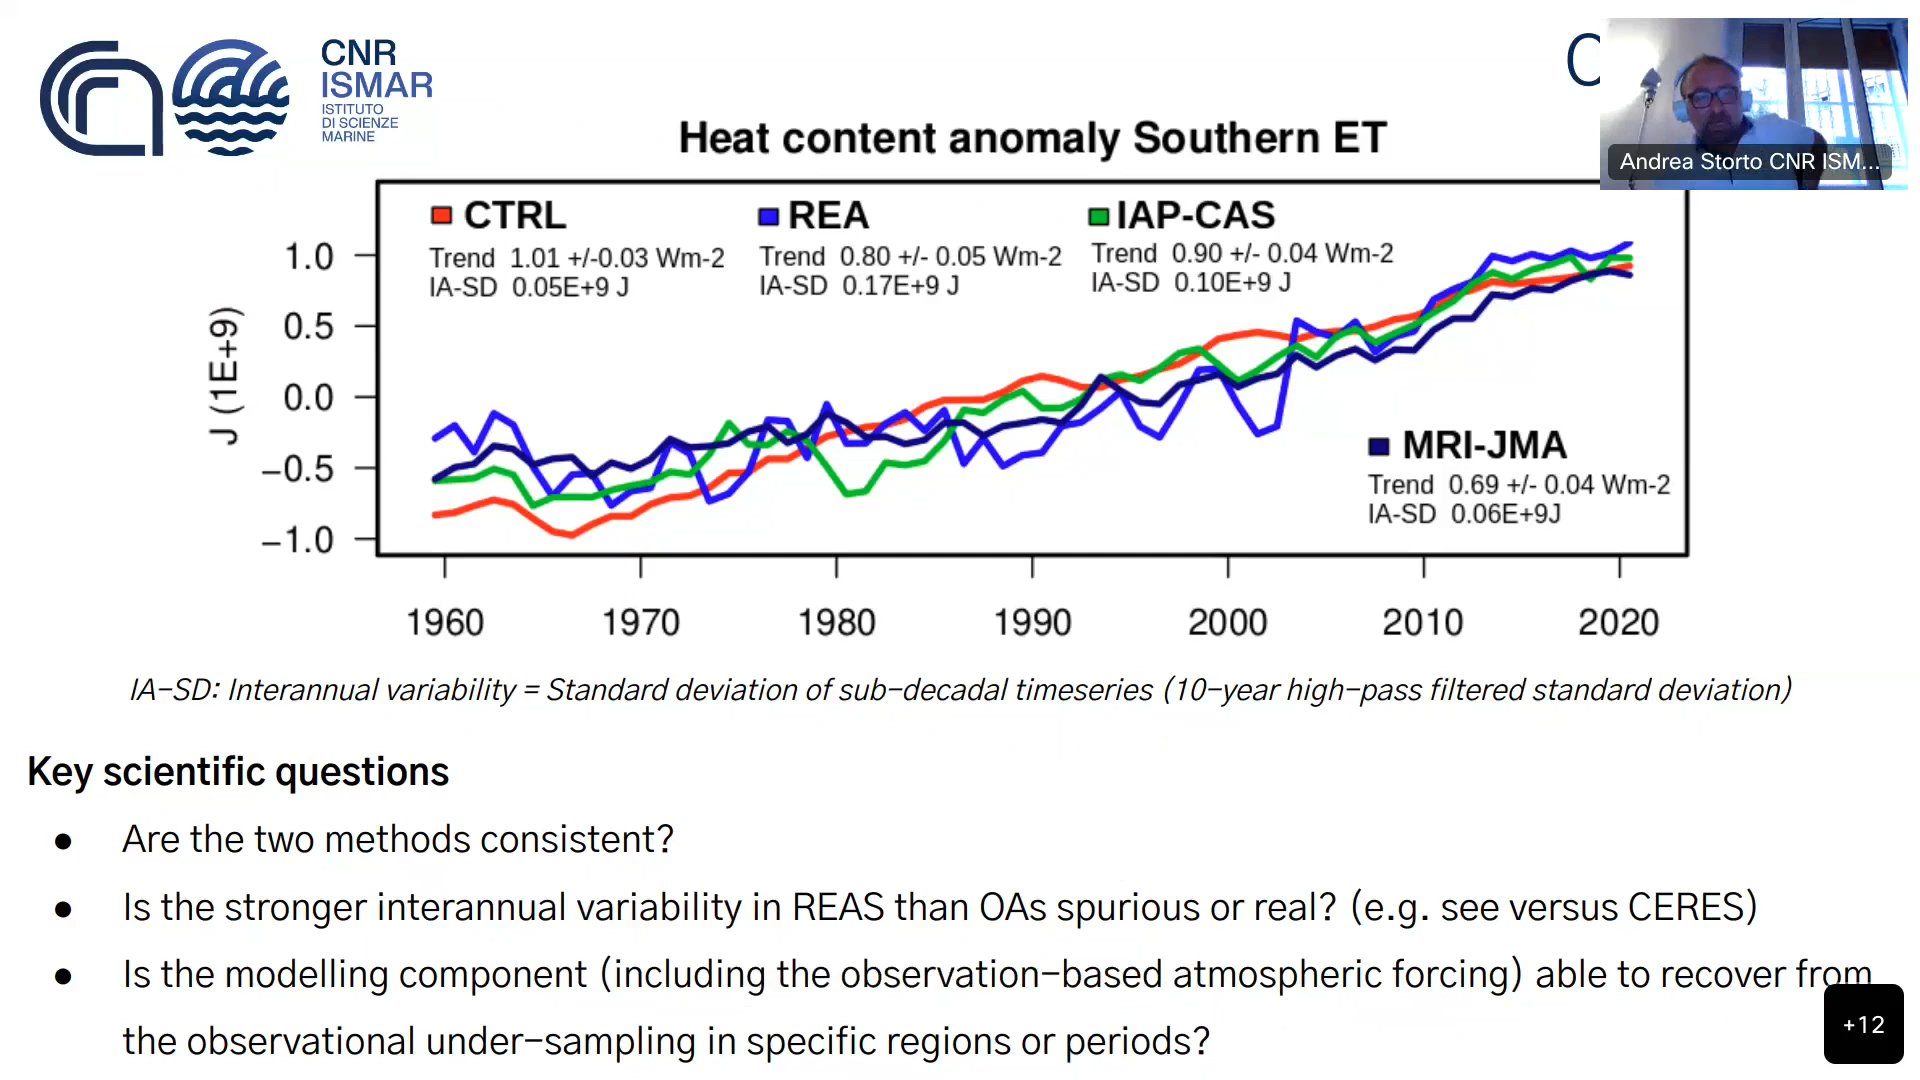 CNR
ISMAR
ISTITUTO
DI SCIENZE
MARINE
Andrea Storto CNR ISM...
Heat content anomaly Southern ET
CTRL
Trend 1.01 +/-0.03 Wm-2
IA-SD 0.05E+9 J
REA
Trend 0.80 +/- 0.05 Wm-2
IA-SD 0.17E+9 J
IAP-CAS
Trend 0.90 +/- 0.04 Wm-2
IA-SD 0.10E+9 J
MRI-JMA
Trend 0.69 +/- 0.04 Wm-2
IA-SD 0.06E+9J
J (1E+9)
1.0
0.5
0.0
−0.5
−1.0
1960 1970 1980 1990 2000 2010 2020
IA-SD: Interannual variability = Standard deviation of sub-decadal timeseries (10-year high-pass filtered standard deviation)
Key scientific questions
● Are the two methods consistent?
● Is the stronger interannual variability in REAS than OAs spurious or real? (e.g. see versus CERES)
● Is the modelling component (including the observation-based atmospheric forcing) able to recover from
the observational under-sampling in specific regions or periods?
+12